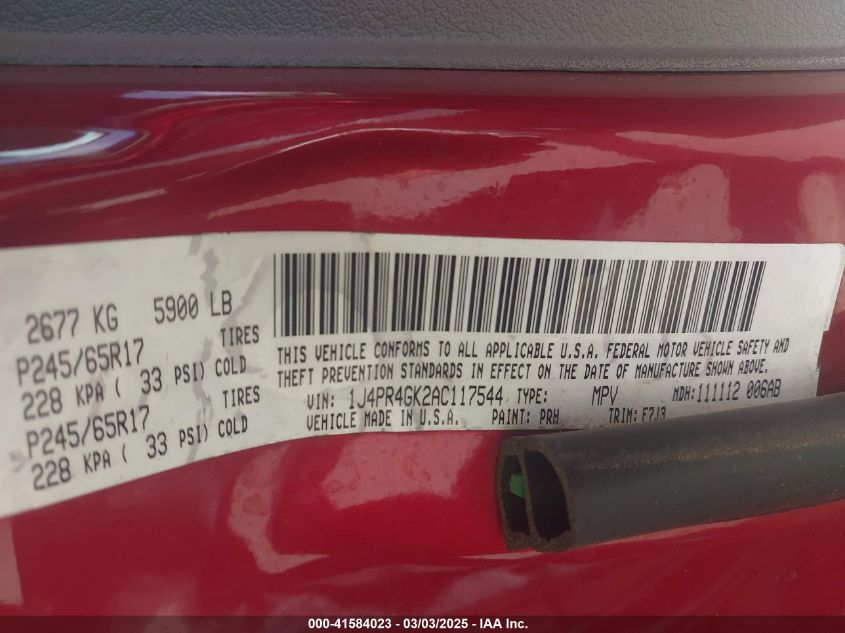 2677 KG 5900 LB
TIRES
P245/65R17
228 KPA ( 33 PSI) COLD
TIRES
P245/65R17
228 KPA ( 33 PSI) COLD
THIS VEHICLE CONFORMS TO ALL APPLICABLE U.S.A. FEDERAL MOTOR VEHICLE SAFETY AND
THEFT PREVENTION STANDARDS IN EFFECT ON THE DATE OF MANUFACTURE SHOWN ABOVE.
VIN: 1J4PR4GK2AC117544 TYPE: MPV MDH:111112 006AB
VEHICLE MADE IN U.S.A. PAINT: PRH TRIM: F7J3
000-41584023 — 03/03/2025 — IAA Inc.